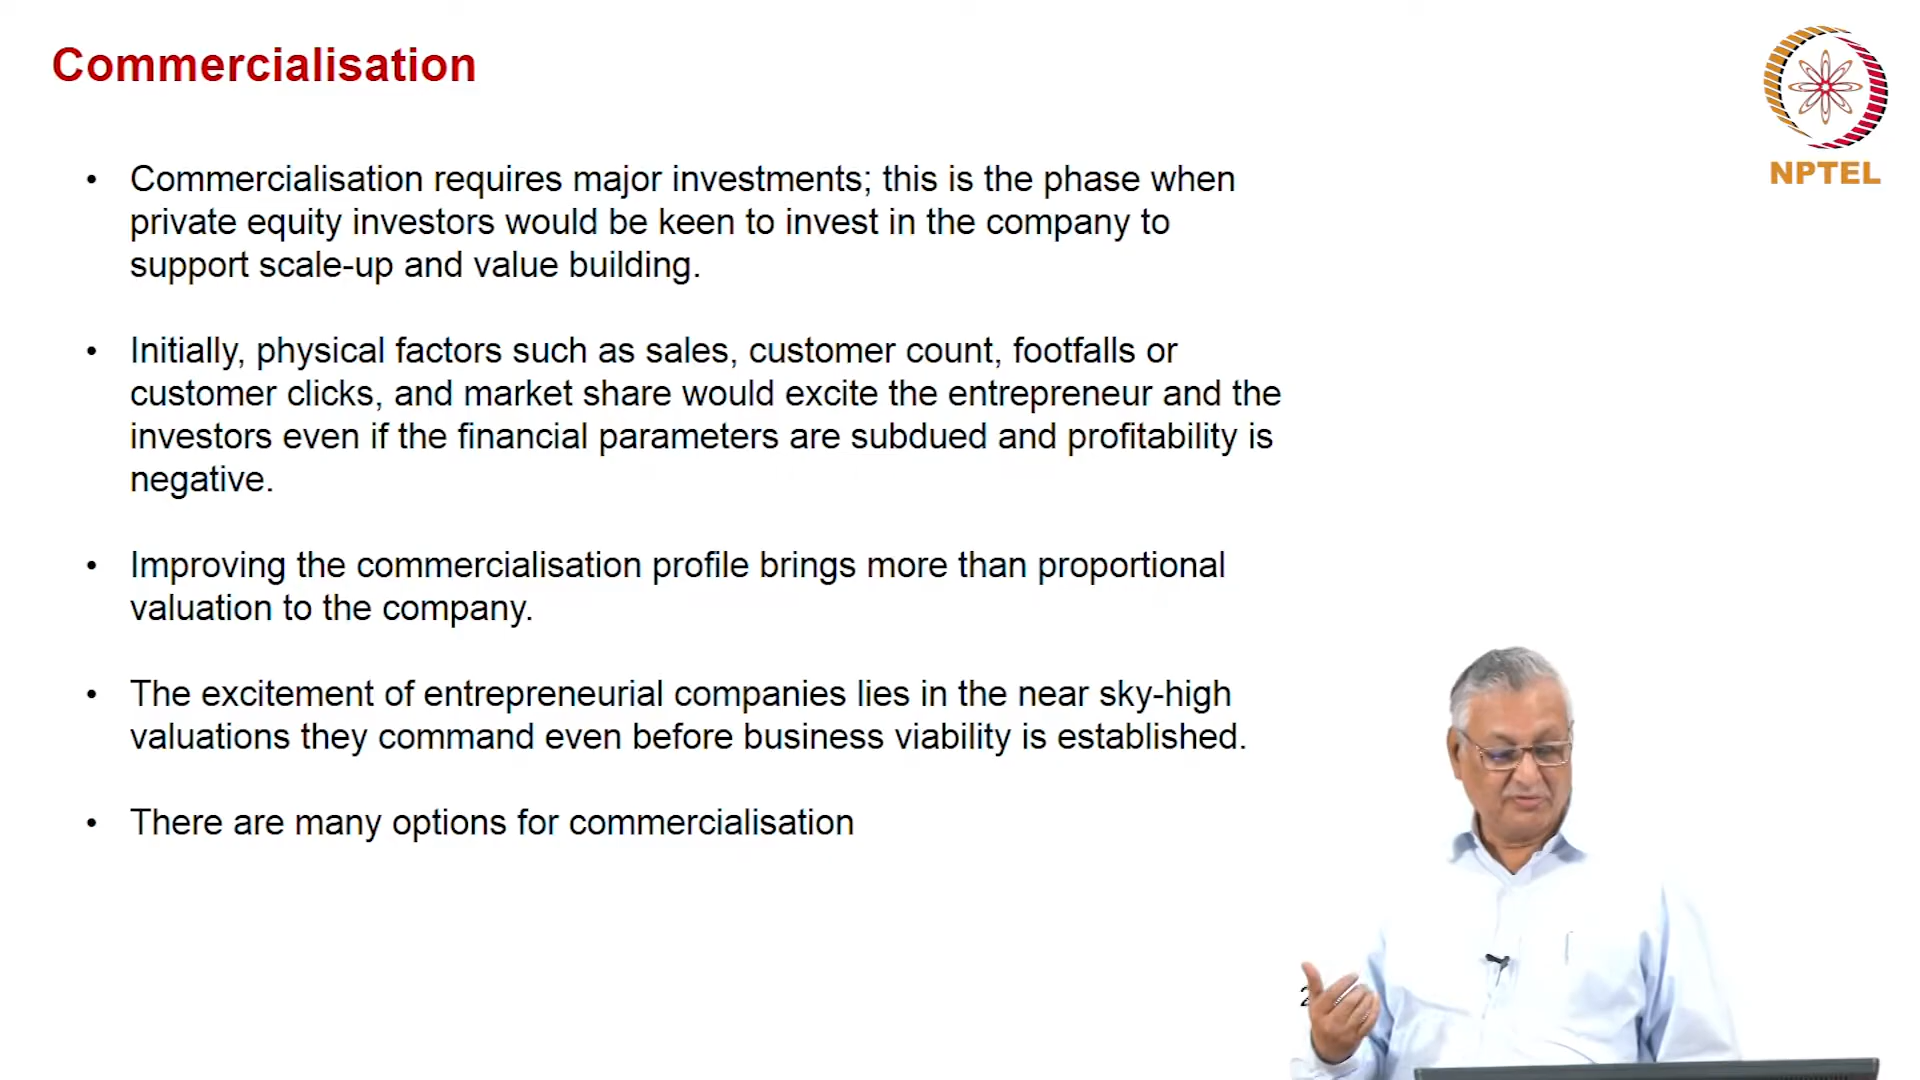 Commercialisation
NPTEL
• Commercialisation requires major investments; this is the phase when
private equity investors would be keen to invest in the company to
support scale-up and value building.
• Initially, physical factors such as sales, customer count, footfalls or
customer clicks, and market share would excite the entrepreneur and the
investors even if the financial parameters are subdued and profitability is
negative.
• Improving the commercialisation profile brings more than proportional
valuation to the company.
• The excitement of entrepreneurial companies lies in the near sky-high
valuations they command even before business viability is established.
• There are many options for commercialisation